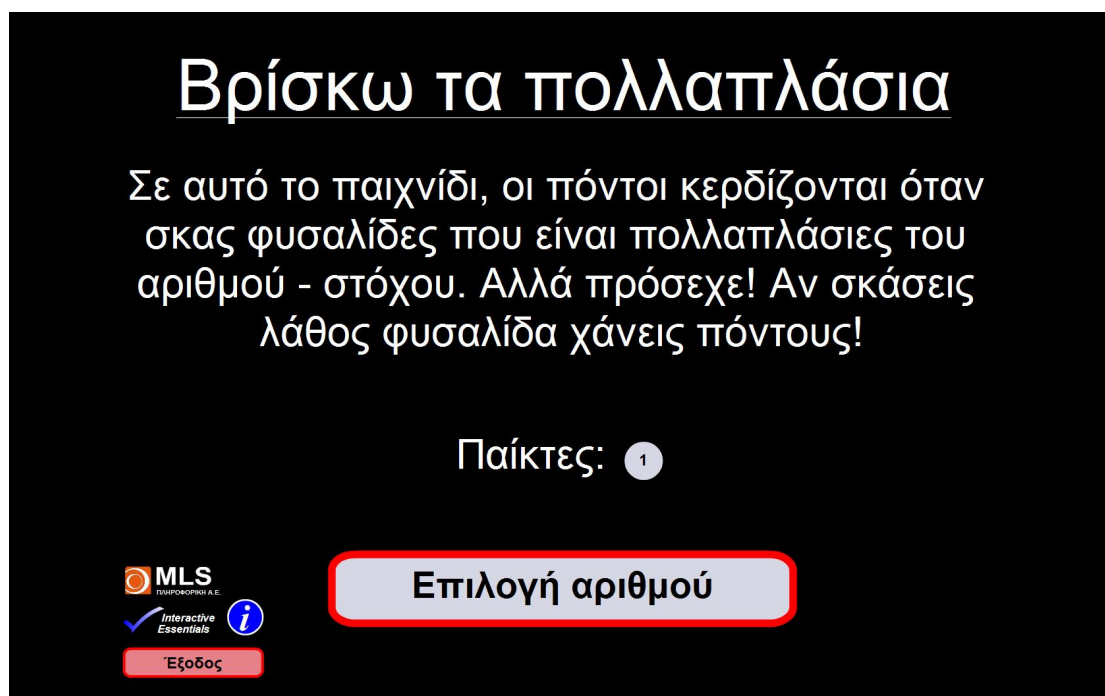 Βρίσκω τα πολλαπλάσια
Σε αυτό το παιχνίδι, οι πόντοι κερδίζονται όταν
σκας φυσαλίδες που είναι πολλαπλάσιες του
αριθμού - στόχου. Αλλά πρόσεχε! Αν σκάσεις
λάθος φυσαλίδα χάνεις πόντους!
Παίκτες: 1
Επιλογή αριθμού
MLS
ΠΛΗΡΟΦΟΡΙΚΗ Α.Ε.
Interactive
Essentials
i
Έξοδος